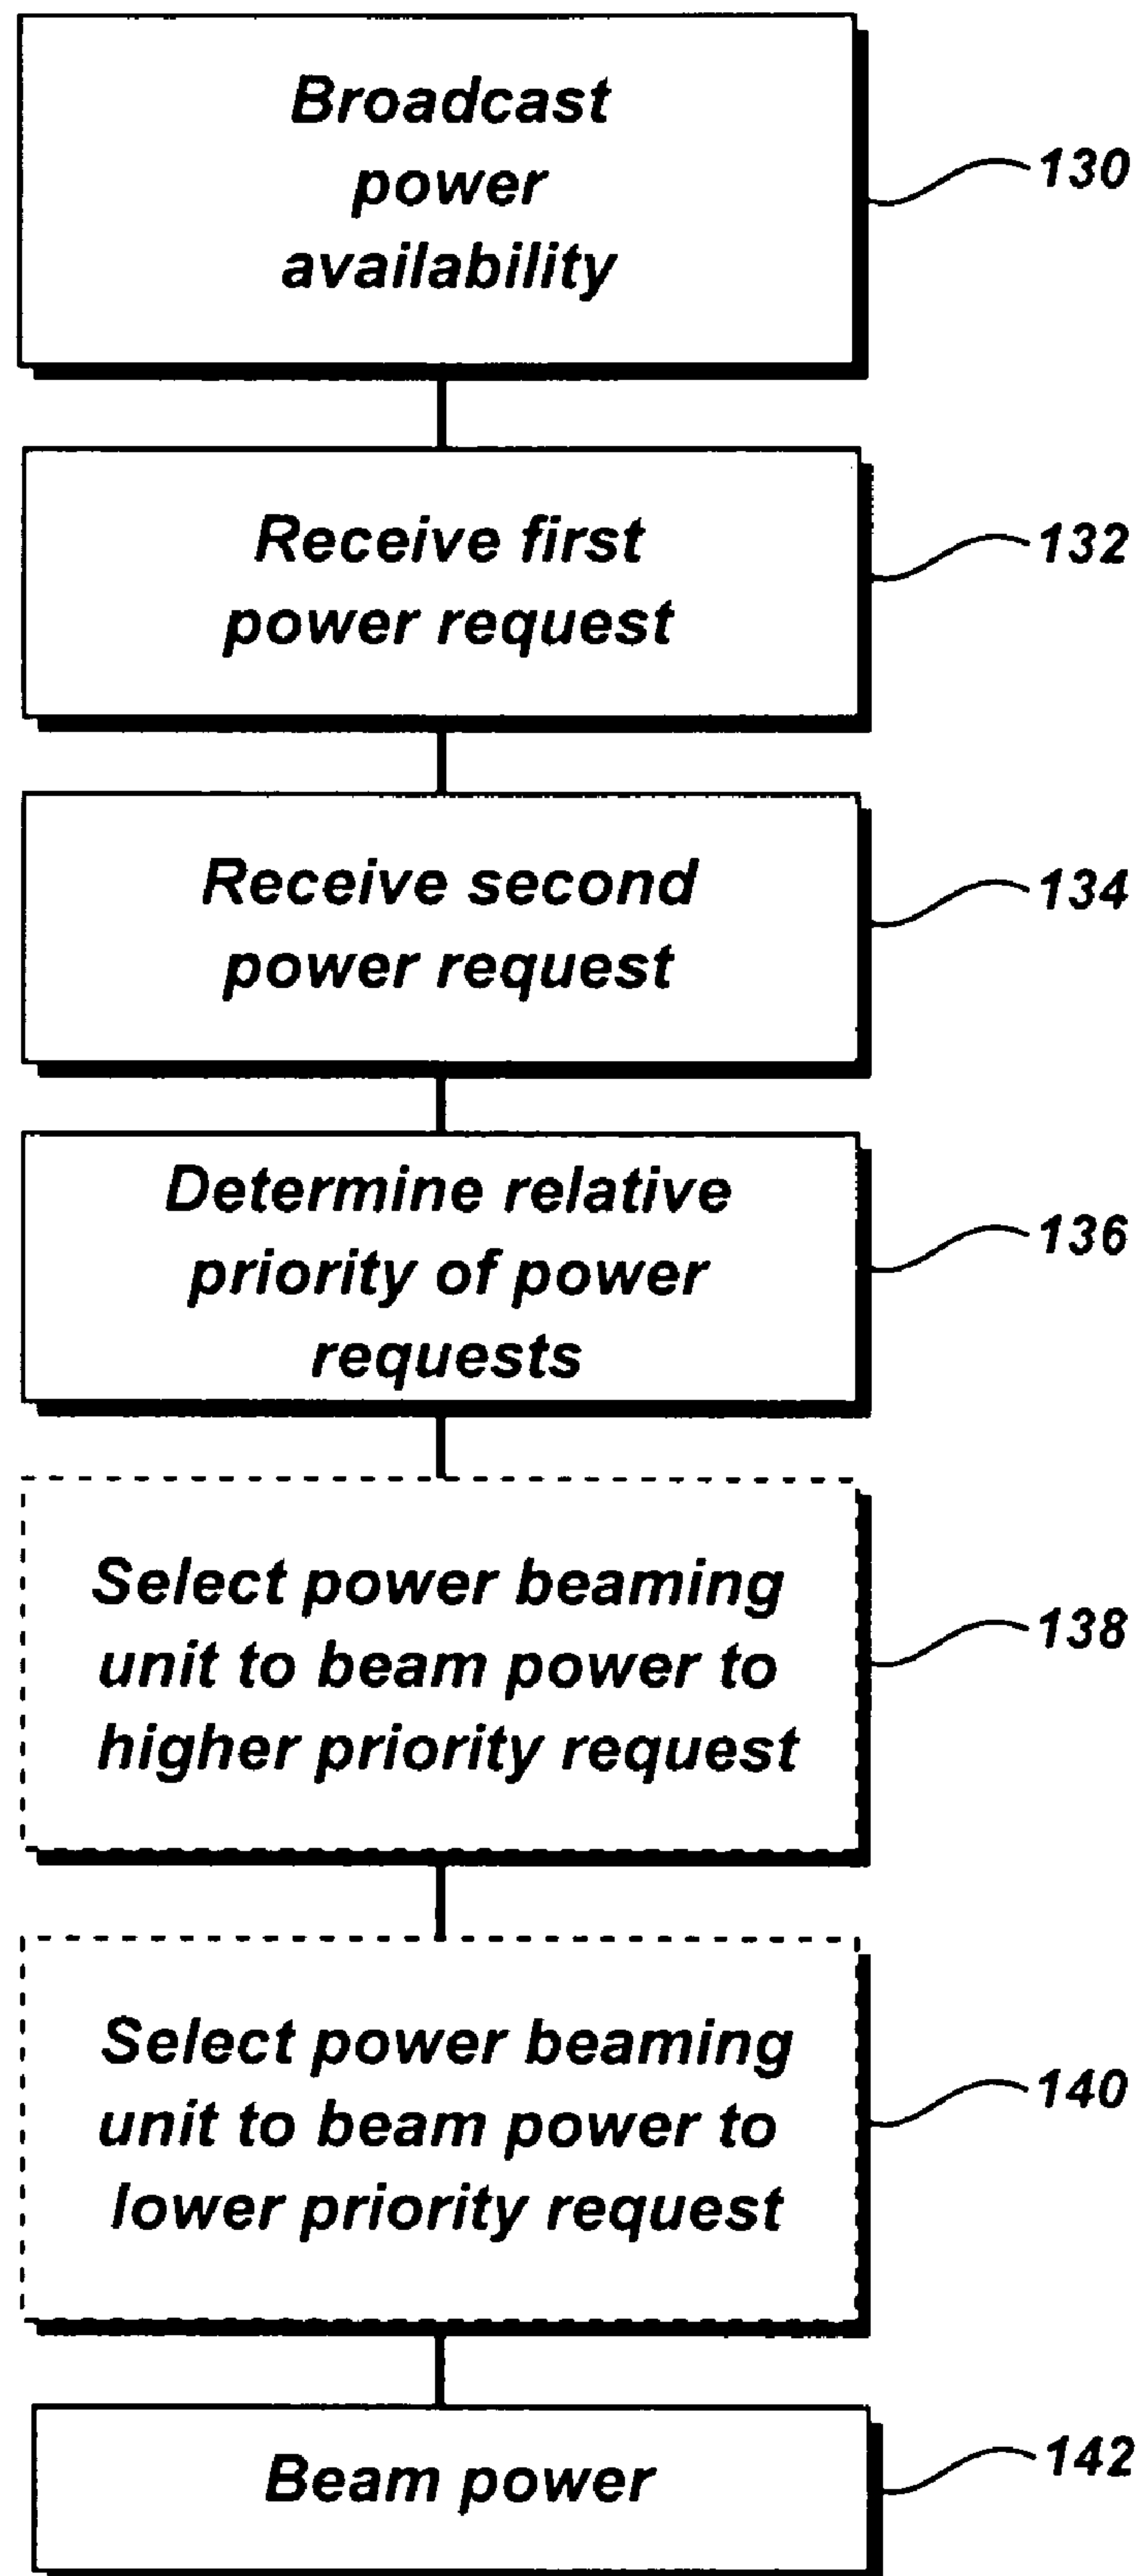 Broadcast
power
availability
130
Receive first
power request
132
Receive second
power request
134
Determine relative
priority of power
requests
136
Select power beaming
unit to beam power to
higher priority request
138
Select power beaming
unit to beam power to
lower priority request
140
Beam power
142